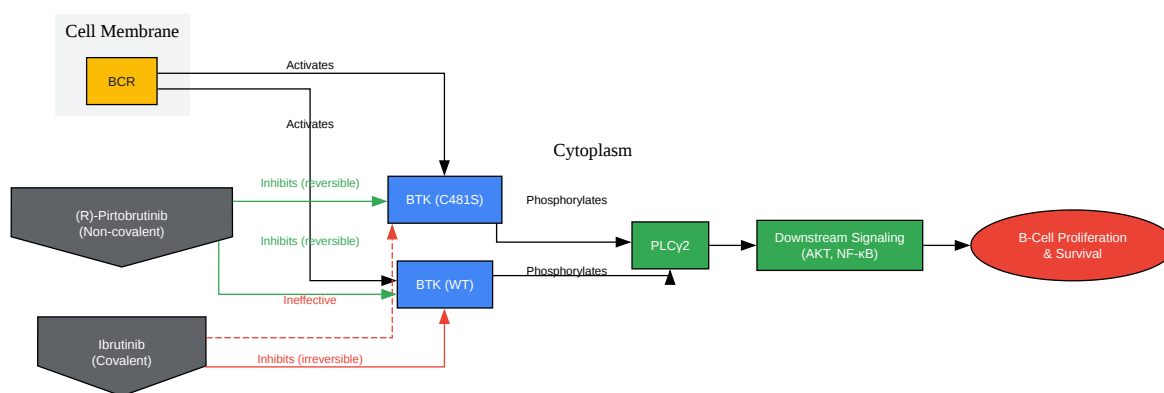 Cell Membrane
BCR
Activates
Activates
Cytoplasm
Inhibits (reversible)
BTK (C481S)
Phosphorylates
(R)-Pirtobrutinib
(Non-covalent)
Inhibits (reversible)
PLCγ2
Downstream Signaling
(AKT, NF-κB)
B-Cell Proliferation
& Survival
Phosphorylates
BTK (WT)
Ineffective
Ibrutinib
(Covalent)
Inhibits (irreversible)